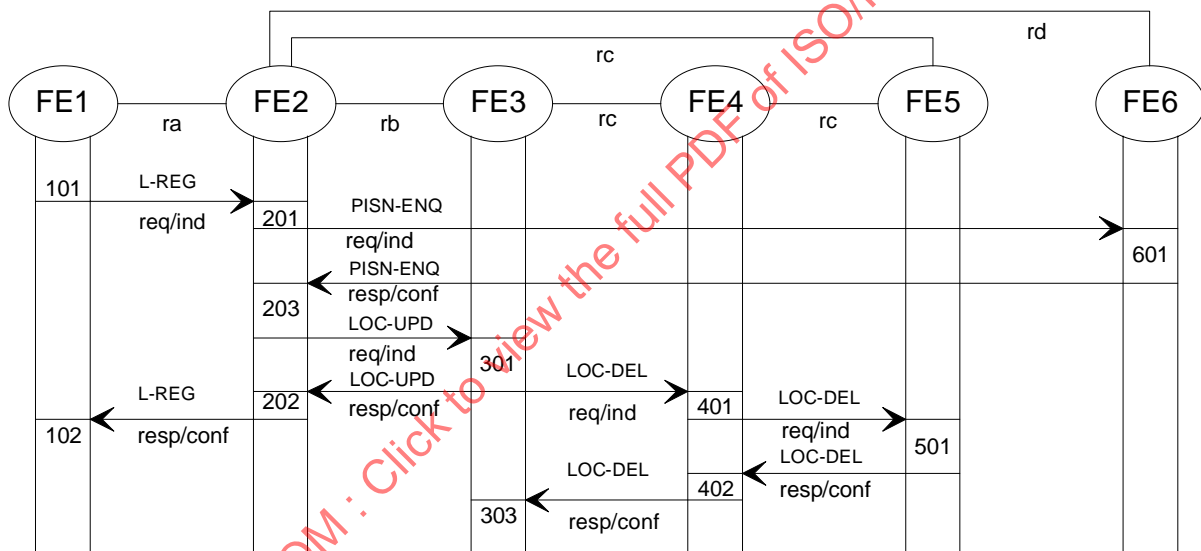 rd
rc
FE1 FE2 FE3 FE4 FE5 FE6
ra rb rc rc
101 L-REG
req/ind
201 PISN-ENQ
req/ind
601
PISN-ENQ
resp/conf
203
LOC-UPD
req/ind
301
LOC-UPD
resp/conf
LOC-DEL
req/ind
L-REG
resp/conf
202
102
401
LOC-DEL
req/ind
501
LOC-DEL
resp/conf
402
LOC-DEL
resp/conf
303
OM : Click to view the full PDF of ISO/